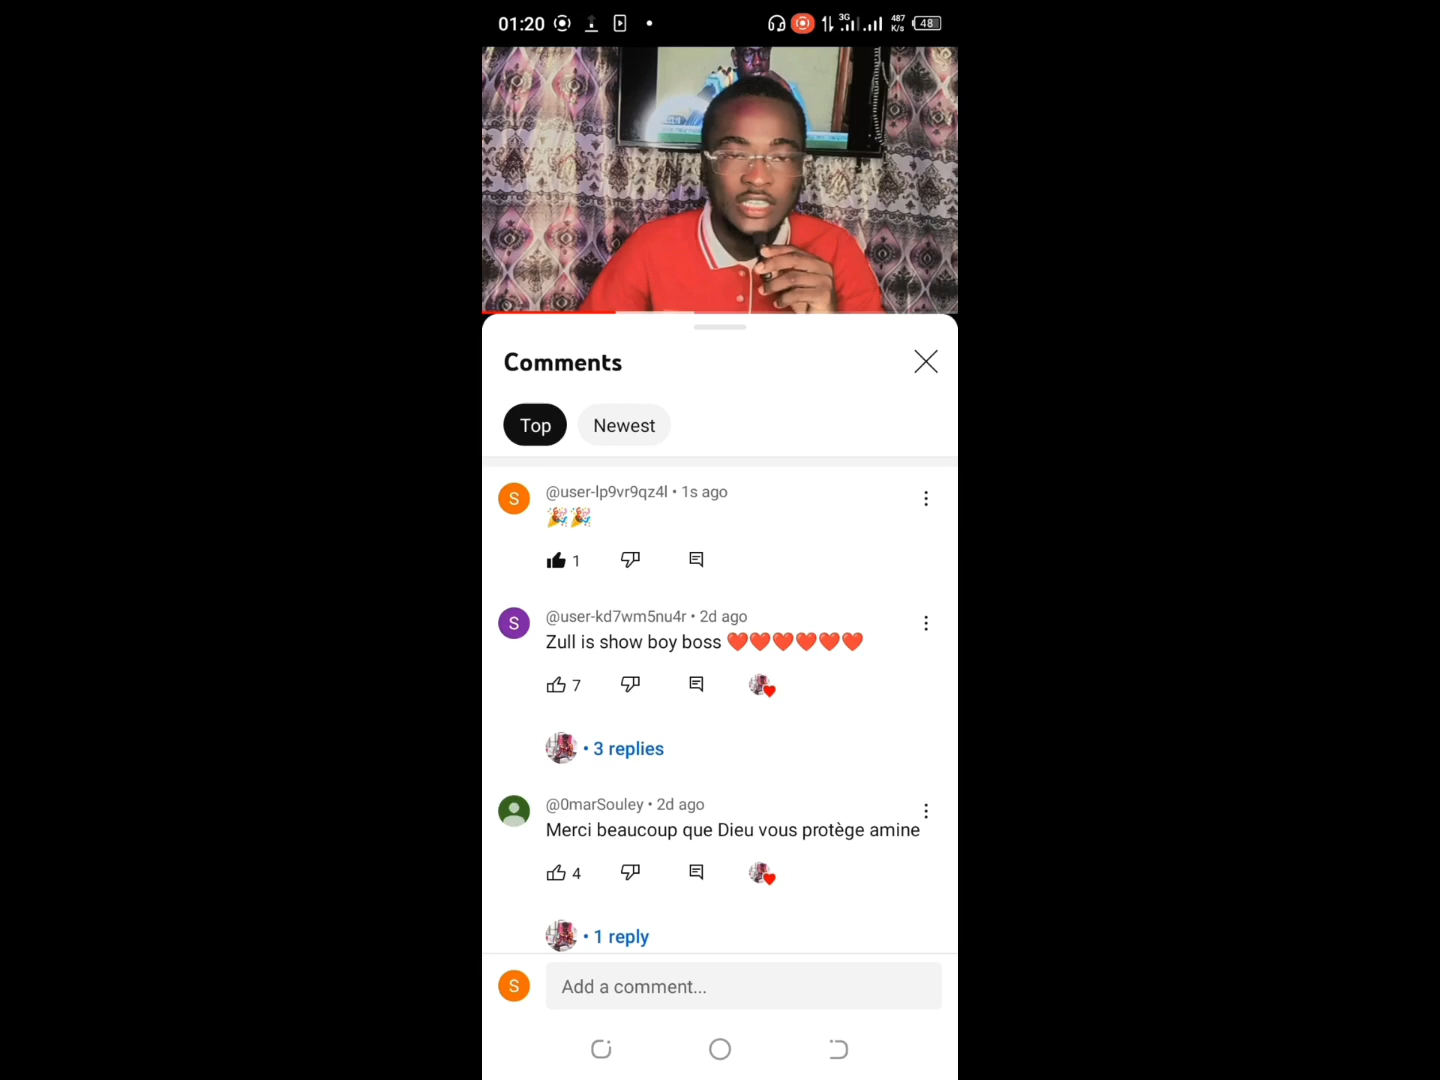 01:20
3G
487
K/s
48
Comments
Top
Newest
S
@user-lp9vr9qz4l • 1s ago
🎉🎉
1
S
@user-kd7wm5nu4r • 2d ago
Zull is show boy boss ❤️❤️❤️❤️❤️❤️
7
• 3 replies
@0marSouley • 2d ago
Merci beaucoup que Dieu vous protège amine
4
• 1 reply
S
Add a comment...